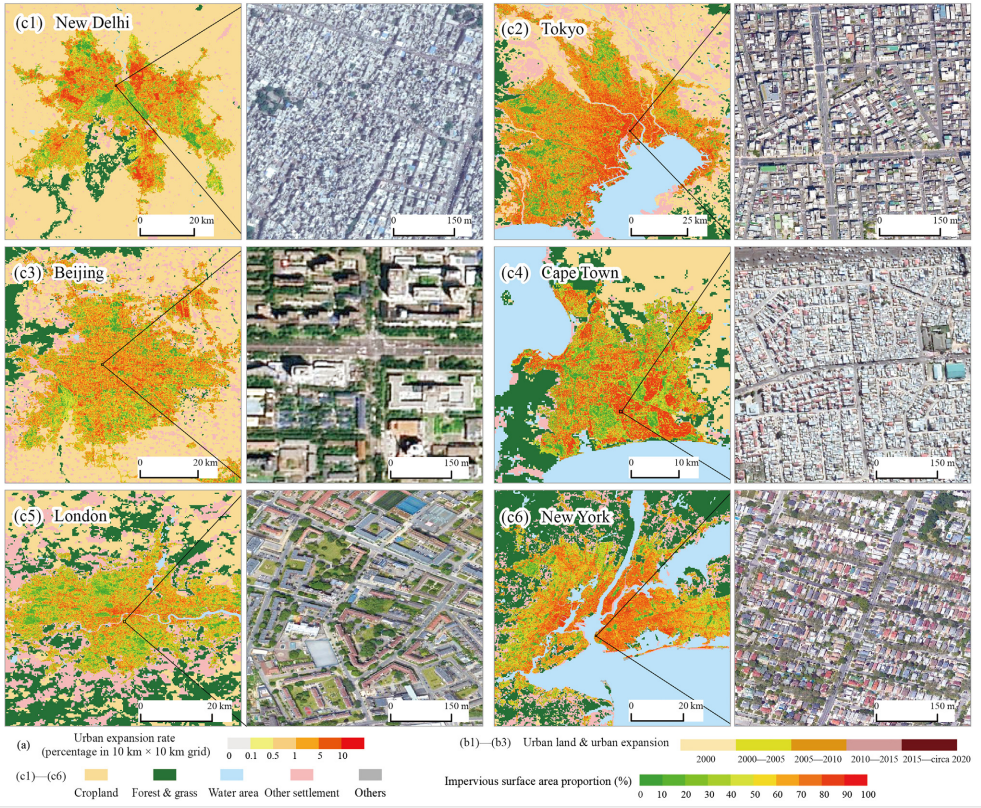 (c1) New Delhi
0 20 km
0 150 m
(c2) Tokyo
0 25 km
0 150 m
(c3) Beijing
0 20 km
0 150 m
(c4) Cape Town
0 10 km
0 150 m
(c5) London
0 20 km
0 150 m
(c6) New York
0 20 km
0 150 m
(a) Urban expansion rate
(percentage in 10 km × 10 km grid)
0 0.1 0.5 1 5 10
(b1)—(b3) Urban land & urban expansion
2000 2000—2005 2005—2010 2010—2015 2015—circa 2020
(c1)—(c6)
Cropland Forest & grass Water area Other settlement Others
Impervious surface area proportion (%)
0 10 20 30 40 50 60 70 80 90 100